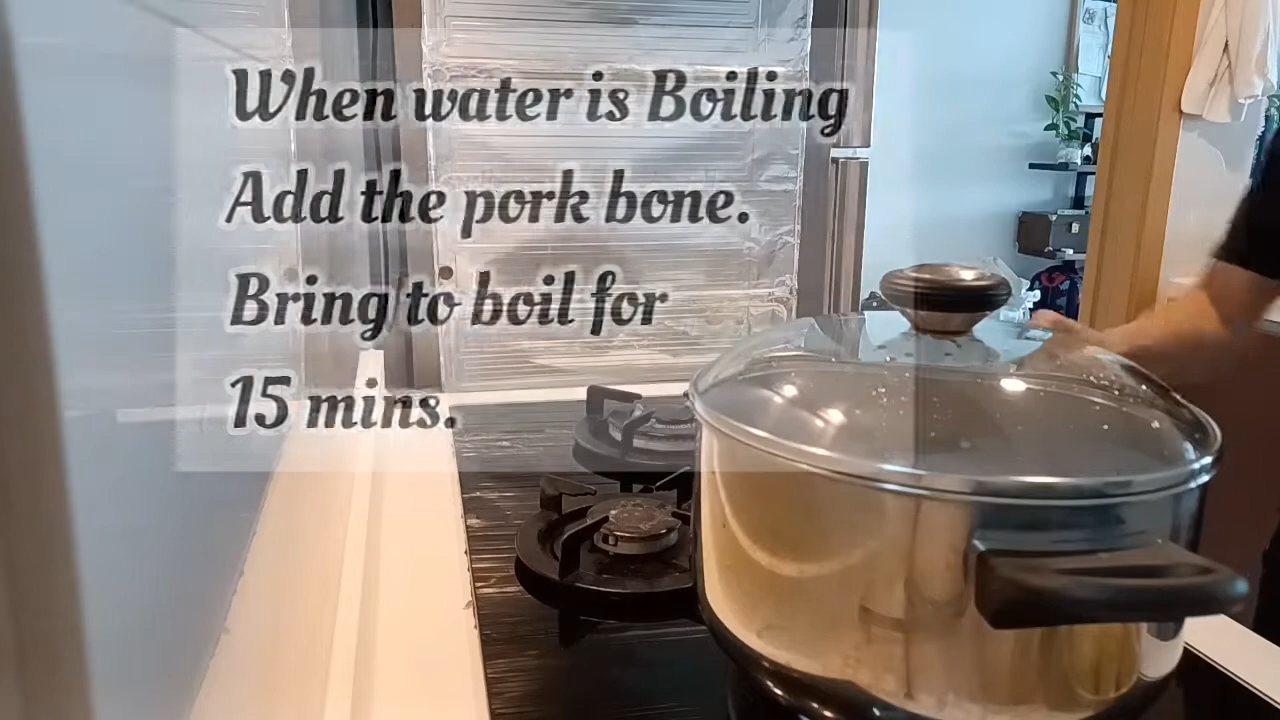 When water is Boiling
Add the pork bone.
Bring to boil for
15 mins.